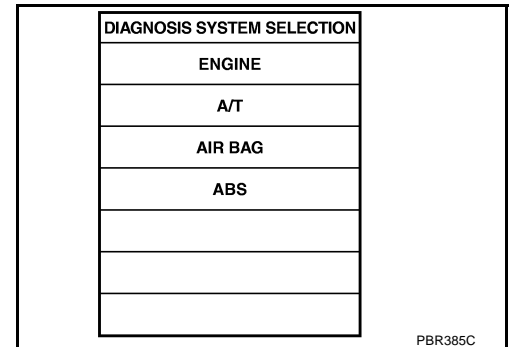 DIAGNOSIS SYSTEM SELECTION
ENGINE
A/T
AIR BAG
ABS
PBR385C